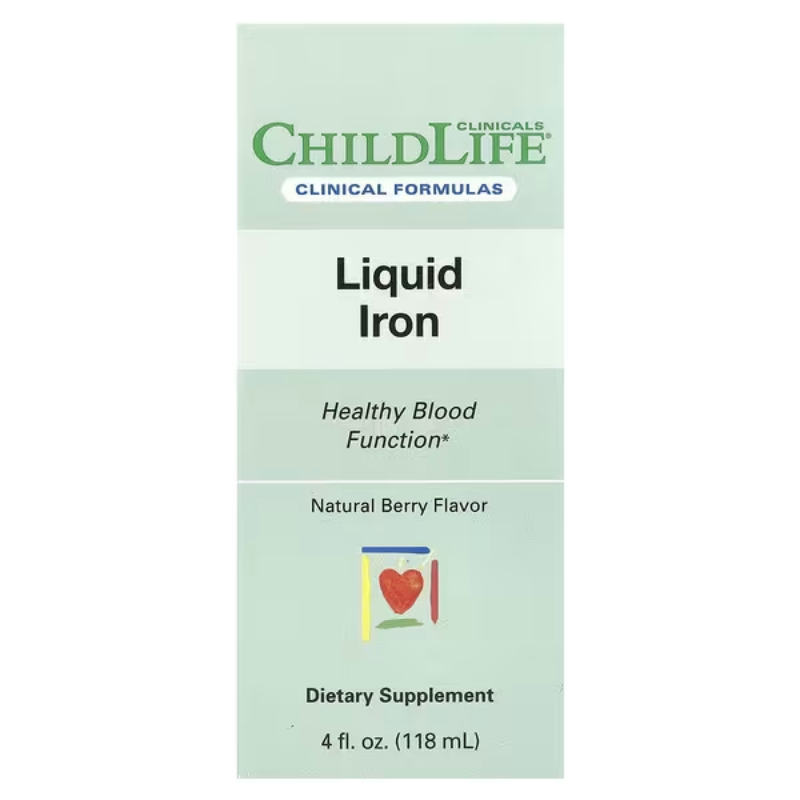 CLINICALS
CHILDLIFE®
CLINICAL FORMULAS
Liquid
Iron
Healthy Blood
Function*
Natural Berry Flavor
Dietary Supplement
4 fl. oz. (118 mL)